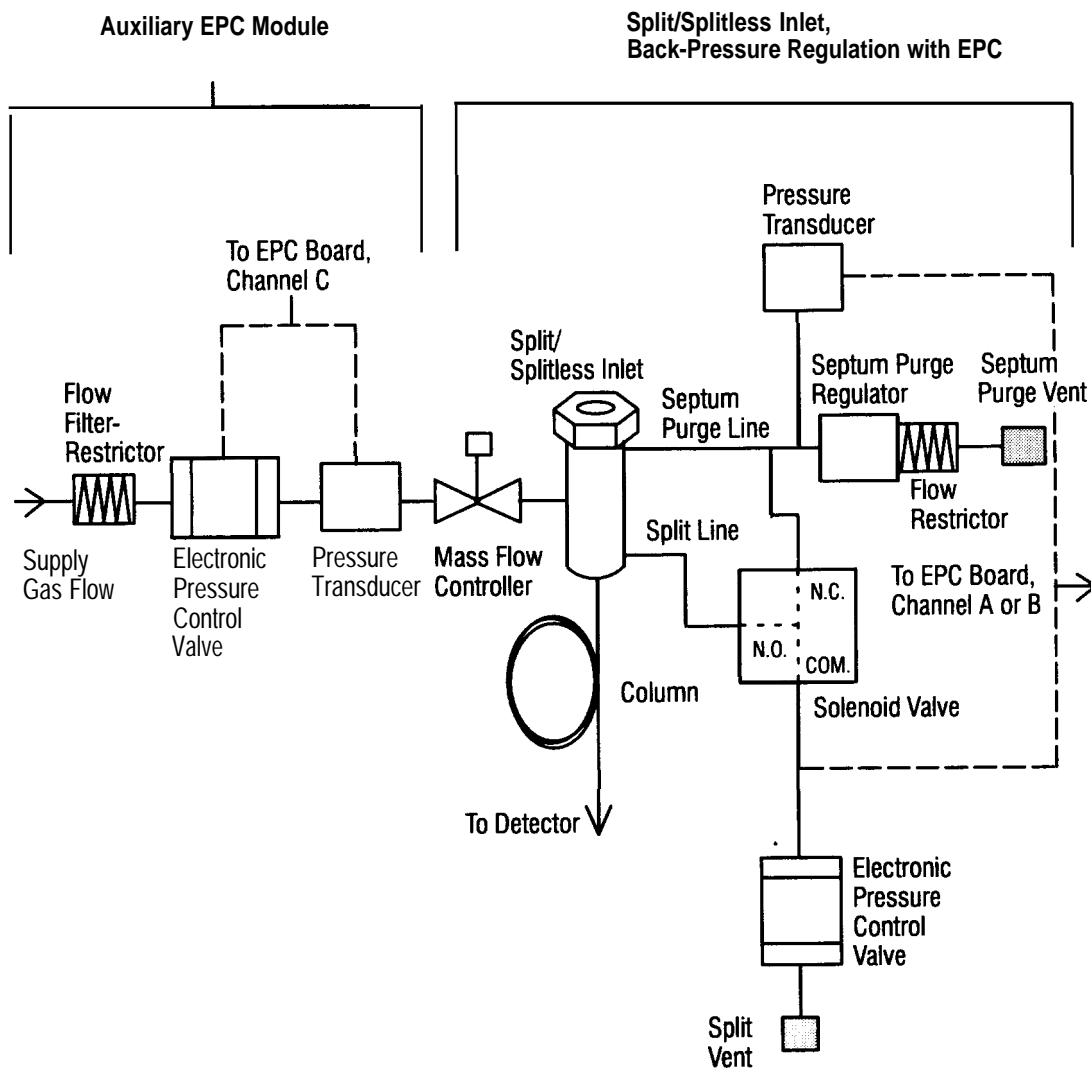 Auxiliary EPC Module
Split/Splitless Inlet,
Back-Pressure Regulation with EPC
Pressure
Transducer
To EPC Board,
Channel C
Split/
Splitless Inlet
Flow
Filter-
Restrictor
Septum
Purge Line
Septum Purge
Regulator
Septum
Purge Vent
Flow
Restrictor
Supply
Gas Flow
Electronic
Pressure
Control
Valve
Pressure
Transducer
Mass Flow
Controller
Split Line
To EPC Board,
Channel A or B
N.C.
N.O.
COM.
Column
Solenoid Valve
To Detector
Electronic
Pressure
Control
Valve
Split
Vent